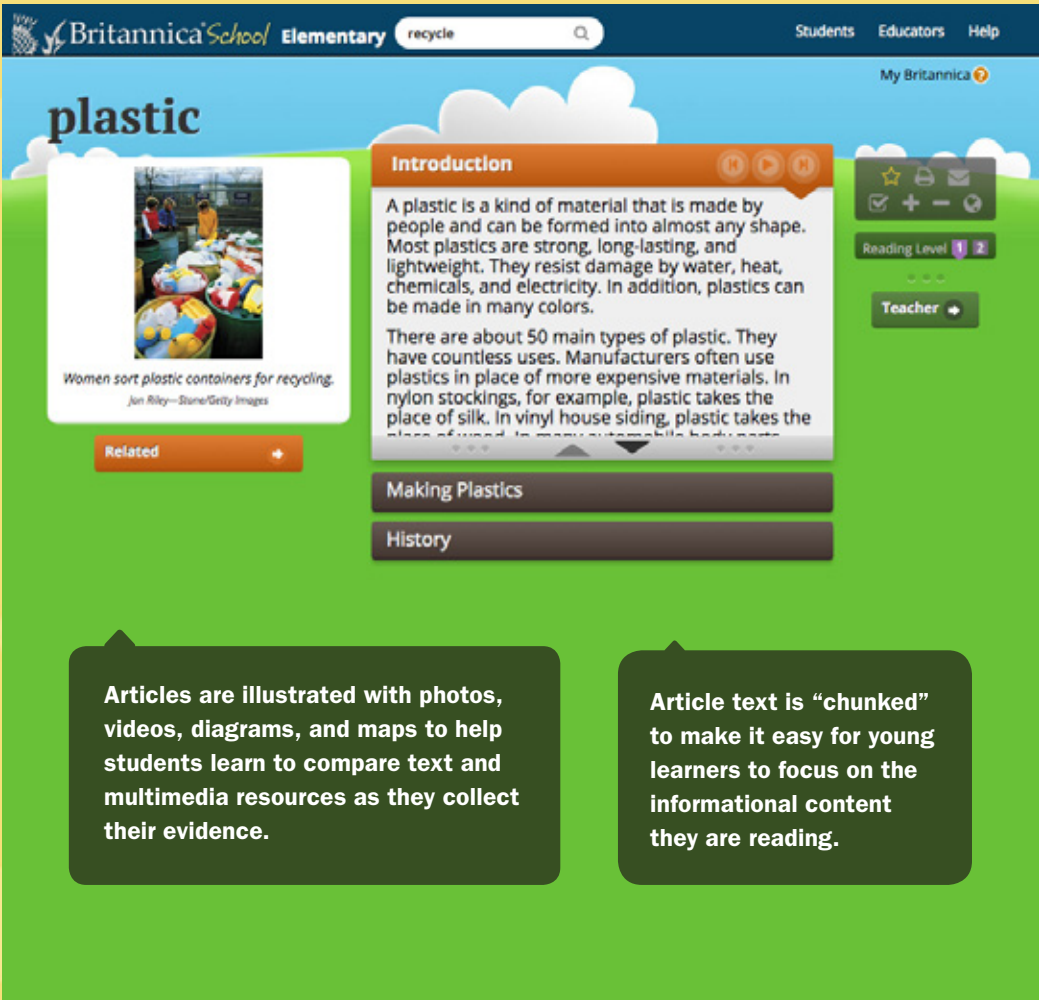 Britannica School Elementary
recycle
Students Educators Help
My Britannica ?
plastic
Women sort plastic containers for recycling.
Jon Riley—Stone/Getty Images
Related
Introduction
A plastic is a kind of material that is made by
people and can be formed into almost any shape.
Most plastics are strong, long-lasting, and
lightweight. They resist damage by water, heat,
chemicals, and electricity. In addition, plastics can
be made in many colors.
There are about 50 main types of plastic. They
have countless uses. Manufacturers often use
plastics in place of more expensive materials. In
nylon stockings, for example, plastic takes the
place of silk. In vinyl house siding, plastic takes the
place of wood. In many automobile body parts
Making Plastics
History
Reading Level 1 2
Teacher
Articles are illustrated with photos,
videos, diagrams, and maps to help
students learn to compare text and
multimedia resources as they collect
their evidence.
Article text is “chunked”
to make it easy for young
learners to focus on the
informational content
they are reading.